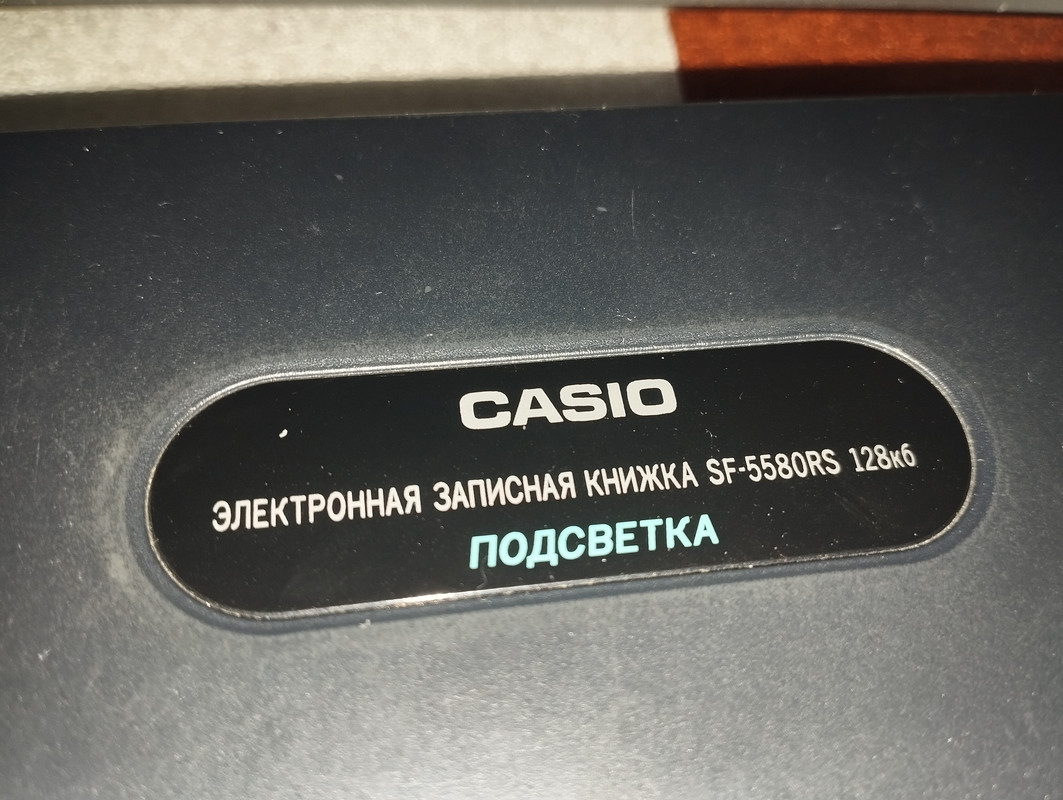 CASIO
ЭЛЕКТРОННАЯ ЗАПИСНАЯ КНИЖКА SF-5580RS 128кб
ПОДСВЕТКА